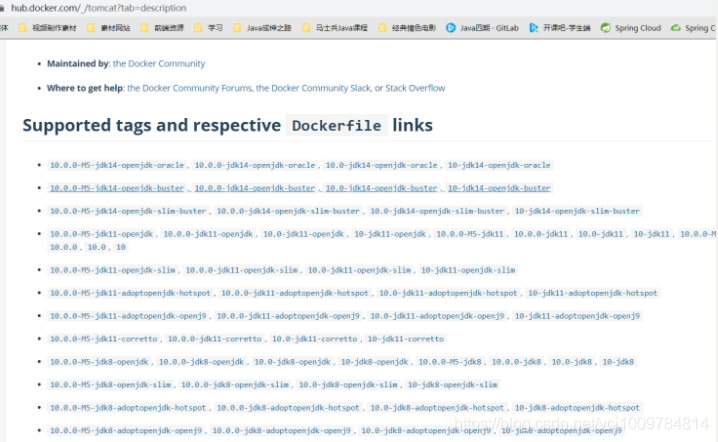 hub.docker.com/_/tomcat?tab=description
体 视频制作素材 素材网站 前端资源 学习 Java成神之路 马士兵Java课程 经典情色电影 Java四期 · GitLab 开课吧-学生端 Spring Cloud Spring C
Maintained by: the Docker Community
Where to get help: the Docker Community Forums, the Docker Community Slack, or Stack Overflow
Supported tags and respective Dockerfile links
10.0.0-M5-jdk14-openjdk-oracle, 10.0.0-jdk14-openjdk-oracle, 10.0-jdk14-openjdk-oracle, 10-jdk14-openjdk-oracle
10.0.0-M5-jdk14-openjdk-buster, 10.0.0-jdk14-openjdk-buster, 10.0-jdk14-openjdk-buster, 10-jdk14-openjdk-buster
10.0.0-M5-jdk14-openjdk-slim-buster, 10.0.0-jdk14-openjdk-slim-buster, 10.0-jdk14-openjdk-slim-buster, 10-jdk14-openjdk-slim-buster
10.0.0-M5-jdk11-openjdk, 10.0.0-jdk11-openjdk, 10.0-jdk11-openjdk, 10-jdk11-openjdk, 10.0.0-M5-jdk11, 10.0.0-jdk11, 10.0-jdk11, 10-jdk11, 10.0.0-M
10.0.0, 10.0, 10
10.0.0-M5-jdk11-openjdk-slim, 10.0.0-jdk11-openjdk-slim, 10.0-jdk11-openjdk-slim, 10-jdk11-openjdk-slim
10.0.0-M5-jdk11-adoptopenjdk-hotspot, 10.0.0-jdk11-adoptopenjdk-hotspot, 10.0-jdk11-adoptopenjdk-hotspot, 10-jdk11-adoptopenjdk-hotspot
10.0.0-M5-jdk11-adoptopenjdk-openj9, 10.0.0-jdk11-adoptopenjdk-openj9, 10.0-jdk11-adoptopenjdk-openj9, 10-jdk11-adoptopenjdk-openj9
10.0.0-M5-jdk11-corretto, 10.0.0-jdk11-corretto, 10.0-jdk11-corretto, 10-jdk11-corretto
10.0.0-M5-jdk8-openjdk, 10.0.0-jdk8-openjdk, 10.0-jdk8-openjdk, 10-jdk8-openjdk, 10.0.0-M5-jdk8, 10.0.0-jdk8, 10.0-jdk8, 10-jdk8
10.0.0-M5-jdk8-openjdk-slim, 10.0.0-jdk8-openjdk-slim, 10.0-jdk8-openjdk-slim, 10-jdk8-openjdk-slim
10.0.0-M5-jdk8-adoptopenjdk-hotspot, 10.0.0-jdk8-adoptopenjdk-hotspot, 10.0-jdk8-adoptopenjdk-hotspot, 10-jdk8-adoptopenjdk-hotspot
10.0.0-M5-jdk8-adoptopenjdk-openj9, 10.0.0-jdk8-adoptopenjdk-openj9, 10.0-jdk8-adoptopenjdk-openj9, 10-jdk8-adoptopenjdk-openj9
https://blog.csdn.net/ycj1009784814